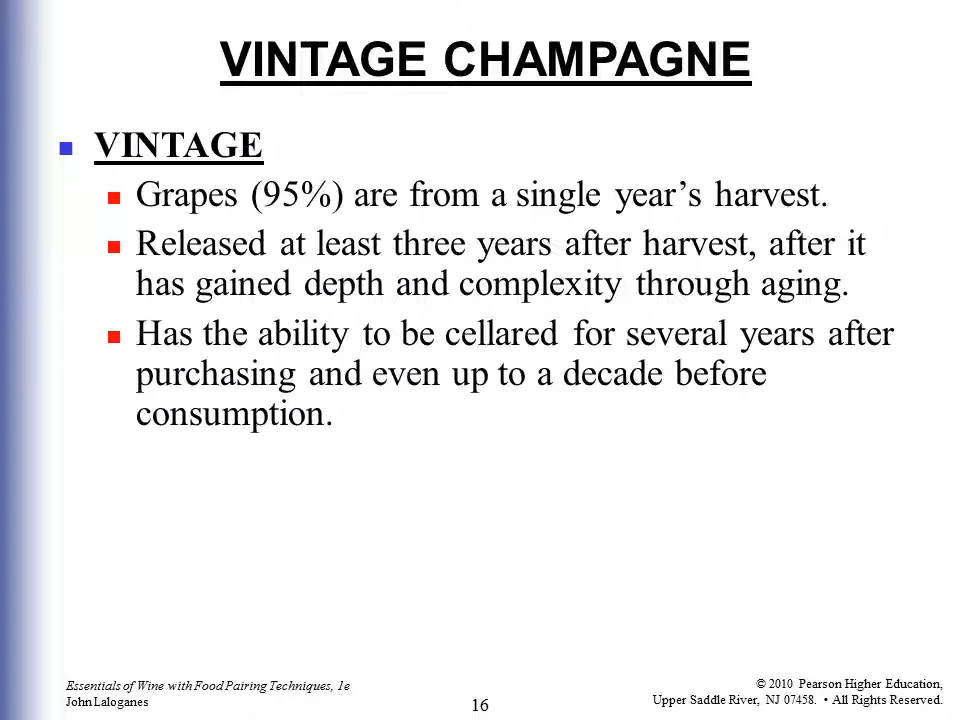 VINTAGE CHAMPAGNE
VINTAGE
Grapes (95%) are from a single year’s harvest.
Released at least three years after harvest, after it
has gained depth and complexity through aging.
Has the ability to be cellared for several years after
purchasing and even up to a decade before
consumption.
Essentials of Wine with Food Pairing Techniques, 1e
John Laloganes
16
© 2010 Pearson Higher Education,
Upper Saddle River, NJ 07458. • All Rights Reserved.